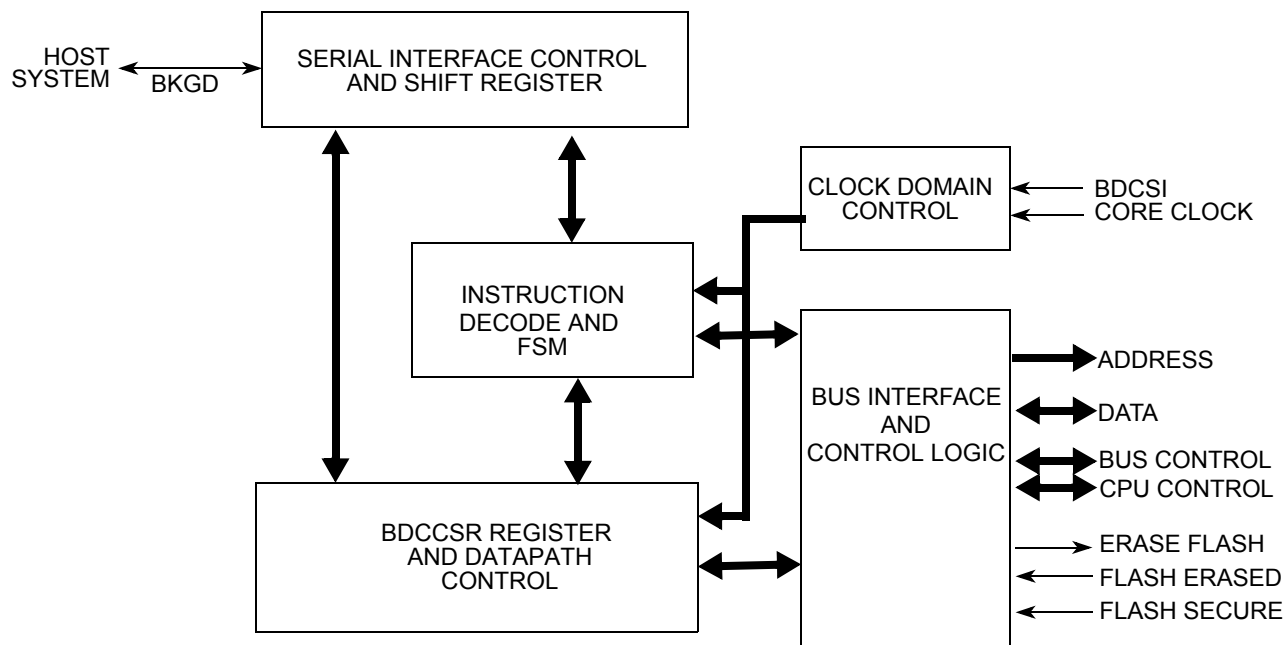 HOST
SYSTEM
BKGD
SERIAL INTERFACE CONTROL
AND SHIFT REGISTER
CLOCK DOMAIN
CONTROL
BDCSI
CORE CLOCK
INSTRUCTION
DECODE AND
FSM
BUS INTERFACE
AND
CONTROL LOGIC
ADDRESS
DATA
BUS CONTROL
CPU CONTROL
ERASE FLASH
FLASH ERASED
FLASH SECURE
BDCCSR REGISTER
AND DATAPATH
CONTROL